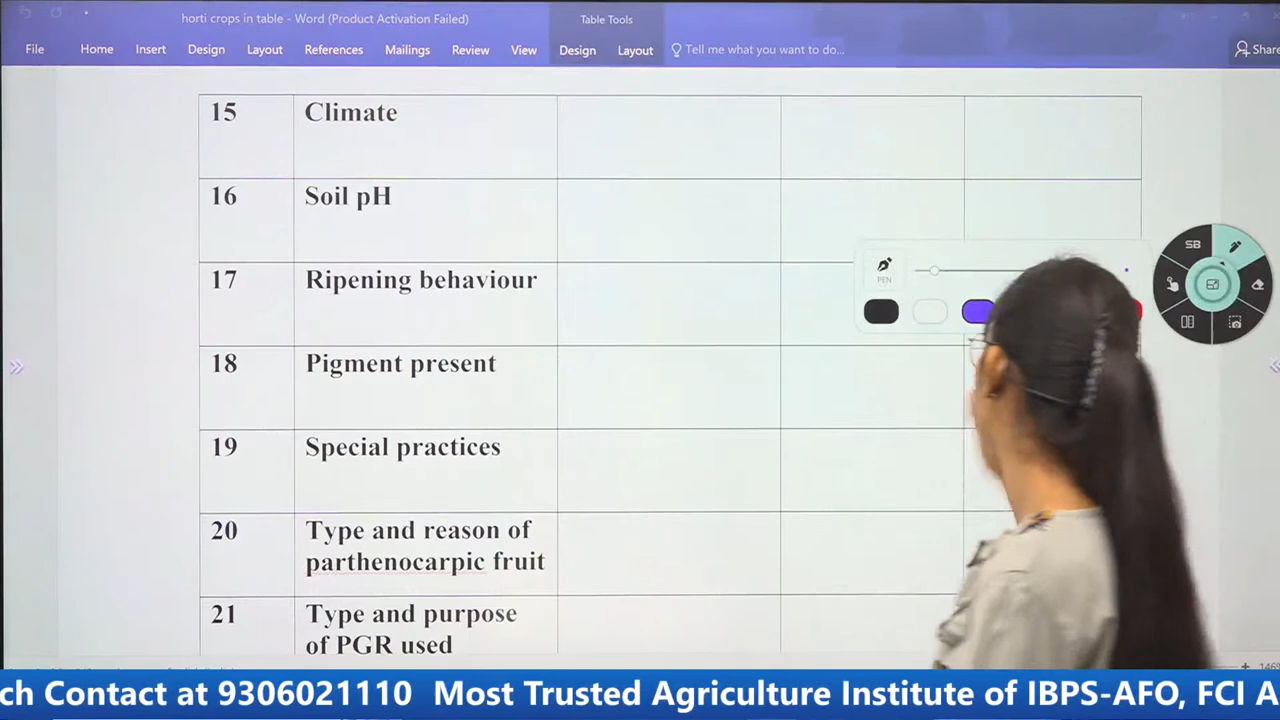 horti crops in table - Word (Product Activation Failed)
Table Tools
File Home Insert Design Layout References Mailings Review View Design Layout Tell me what you want to do... Share
15 Climate
16 Soil pH
17 Ripening behaviour
18 Pigment present
19 Special practices
20 Type and reason of
parthenocarpic fruit
21 Type and purpose
of PGR used
SB
PEN
146%
ch Contact at 9306021110 Most Trusted Agriculture Institute of IBPS-AFO, FCI A